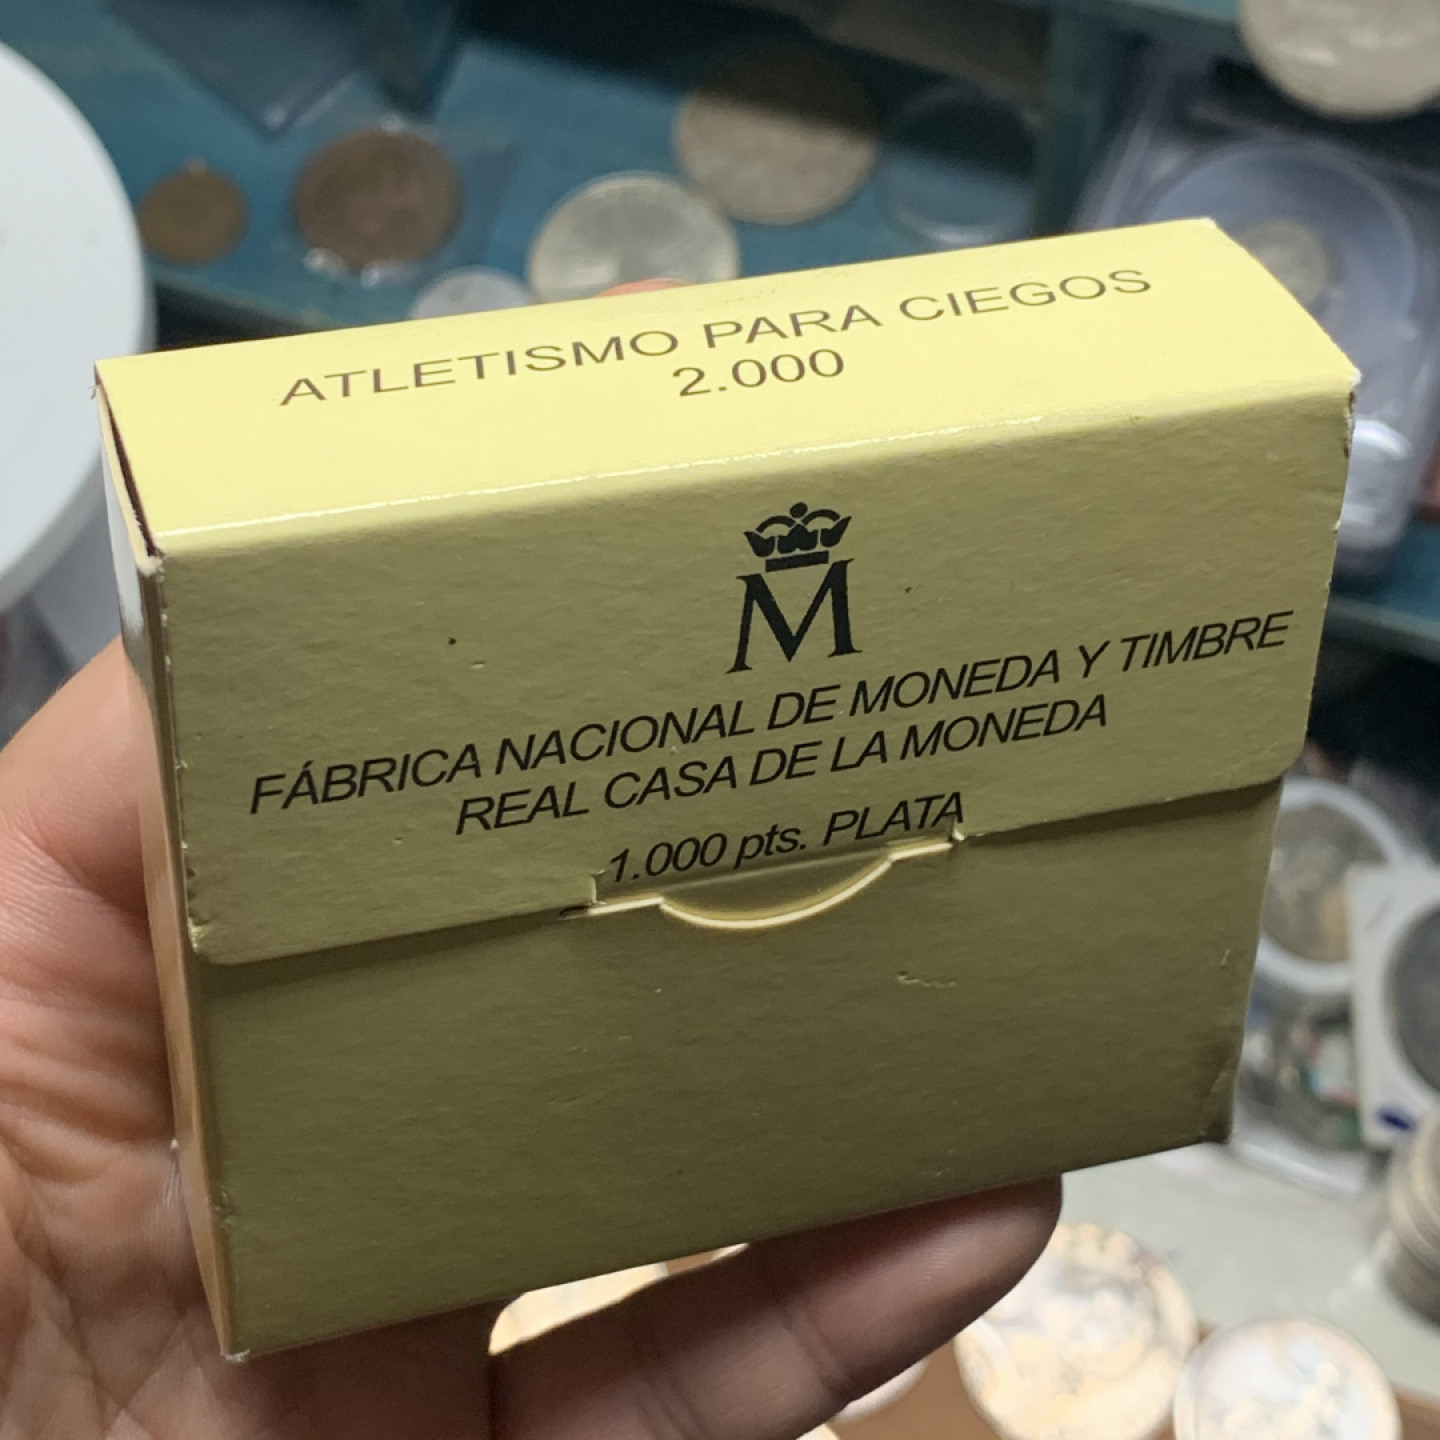 ATLETISMO PARA CIEGOS
2.000
M
FÁBRICA NACIONAL DE MONEDA Y TIMBRE
REAL CASA DE LA MONEDA
1.000 pts. PLATA